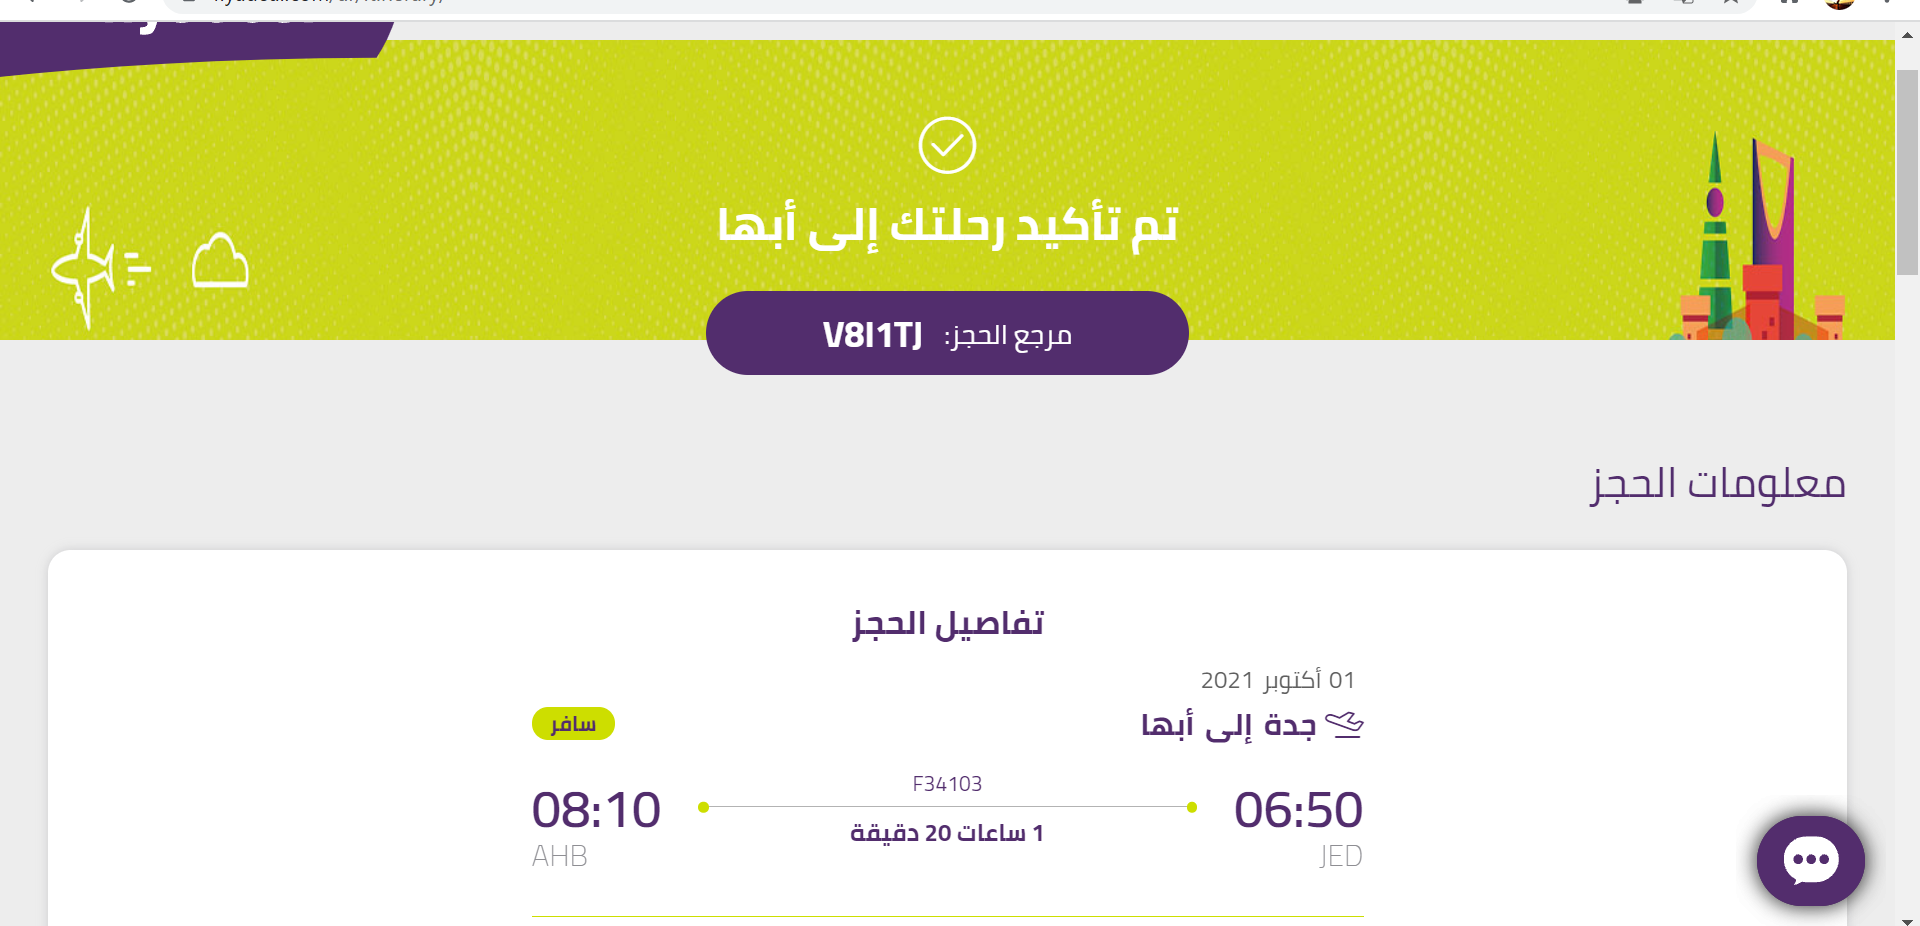 تم تأكيد رحلتك إلى أبها
مرجع الحجز: V8I1TJ
معلومات الحجز
تفاصيل الحجز
01 أكتوبر 2021
جدة إلى أبها
سافر
F34103
06:50
08:10
1 ساعات 20 دقيقة
JED
AHB